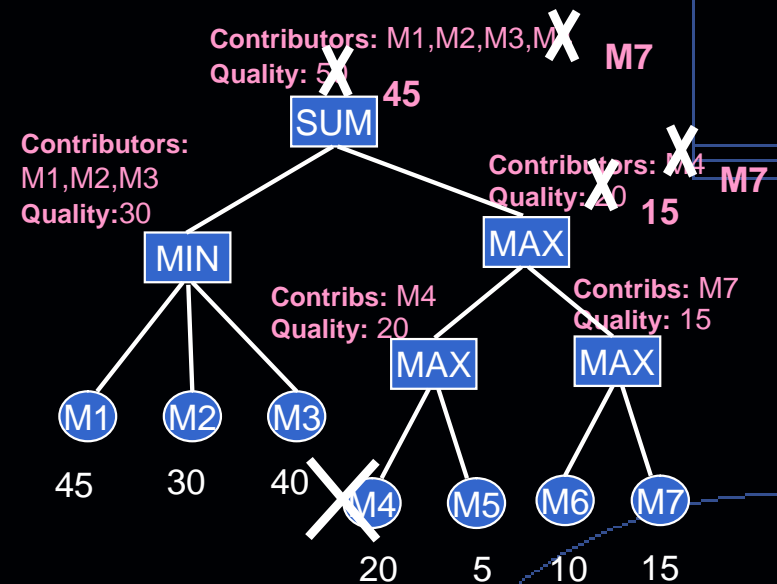 Contributors: M1,M2,M3,M
M7
Quality: 50
45
SUM
Contributors:
M1,M2,M3
Quality:30
Contributors: M4
M7
Quality: 20
15
MIN
MAX
Contribs: M4
Quality: 20
Contribs: M7
Quality: 15
MAX
MAX
M1
M2
M3
45
30
40
M4
M5
M6
M7
20
5
10
15